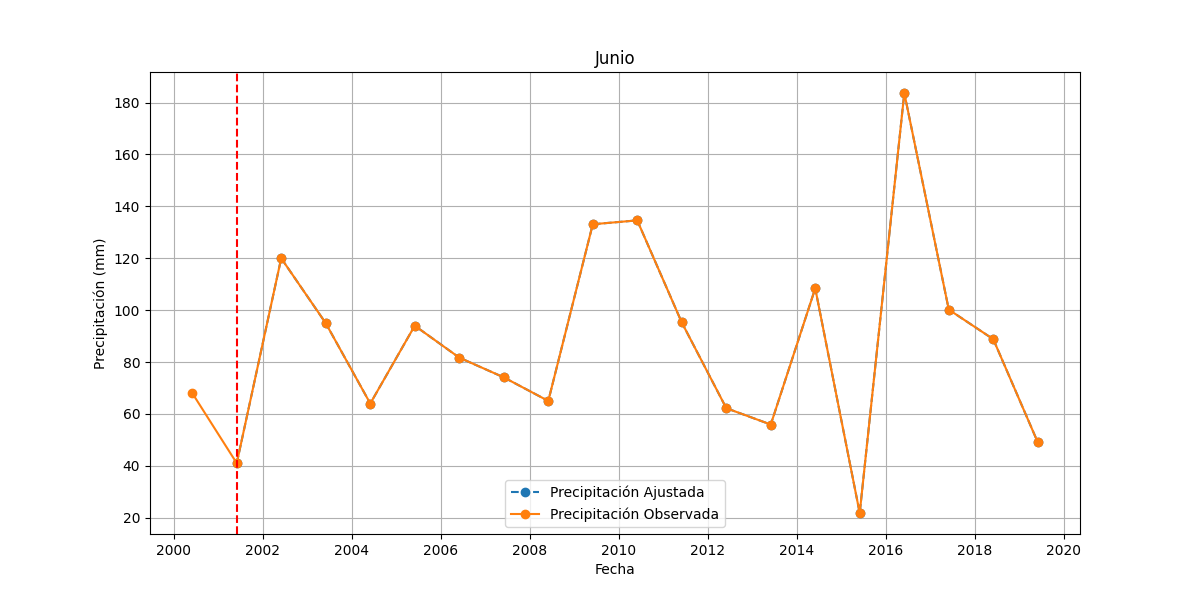 Junio
Precipitación (mm)
180
160
140
120
100
80
60
40
20
Precipitación Ajustada
Precipitación Observada
2000 2002 2004 2006 2008 2010 2012 2014 2016 2018 2020
Fecha